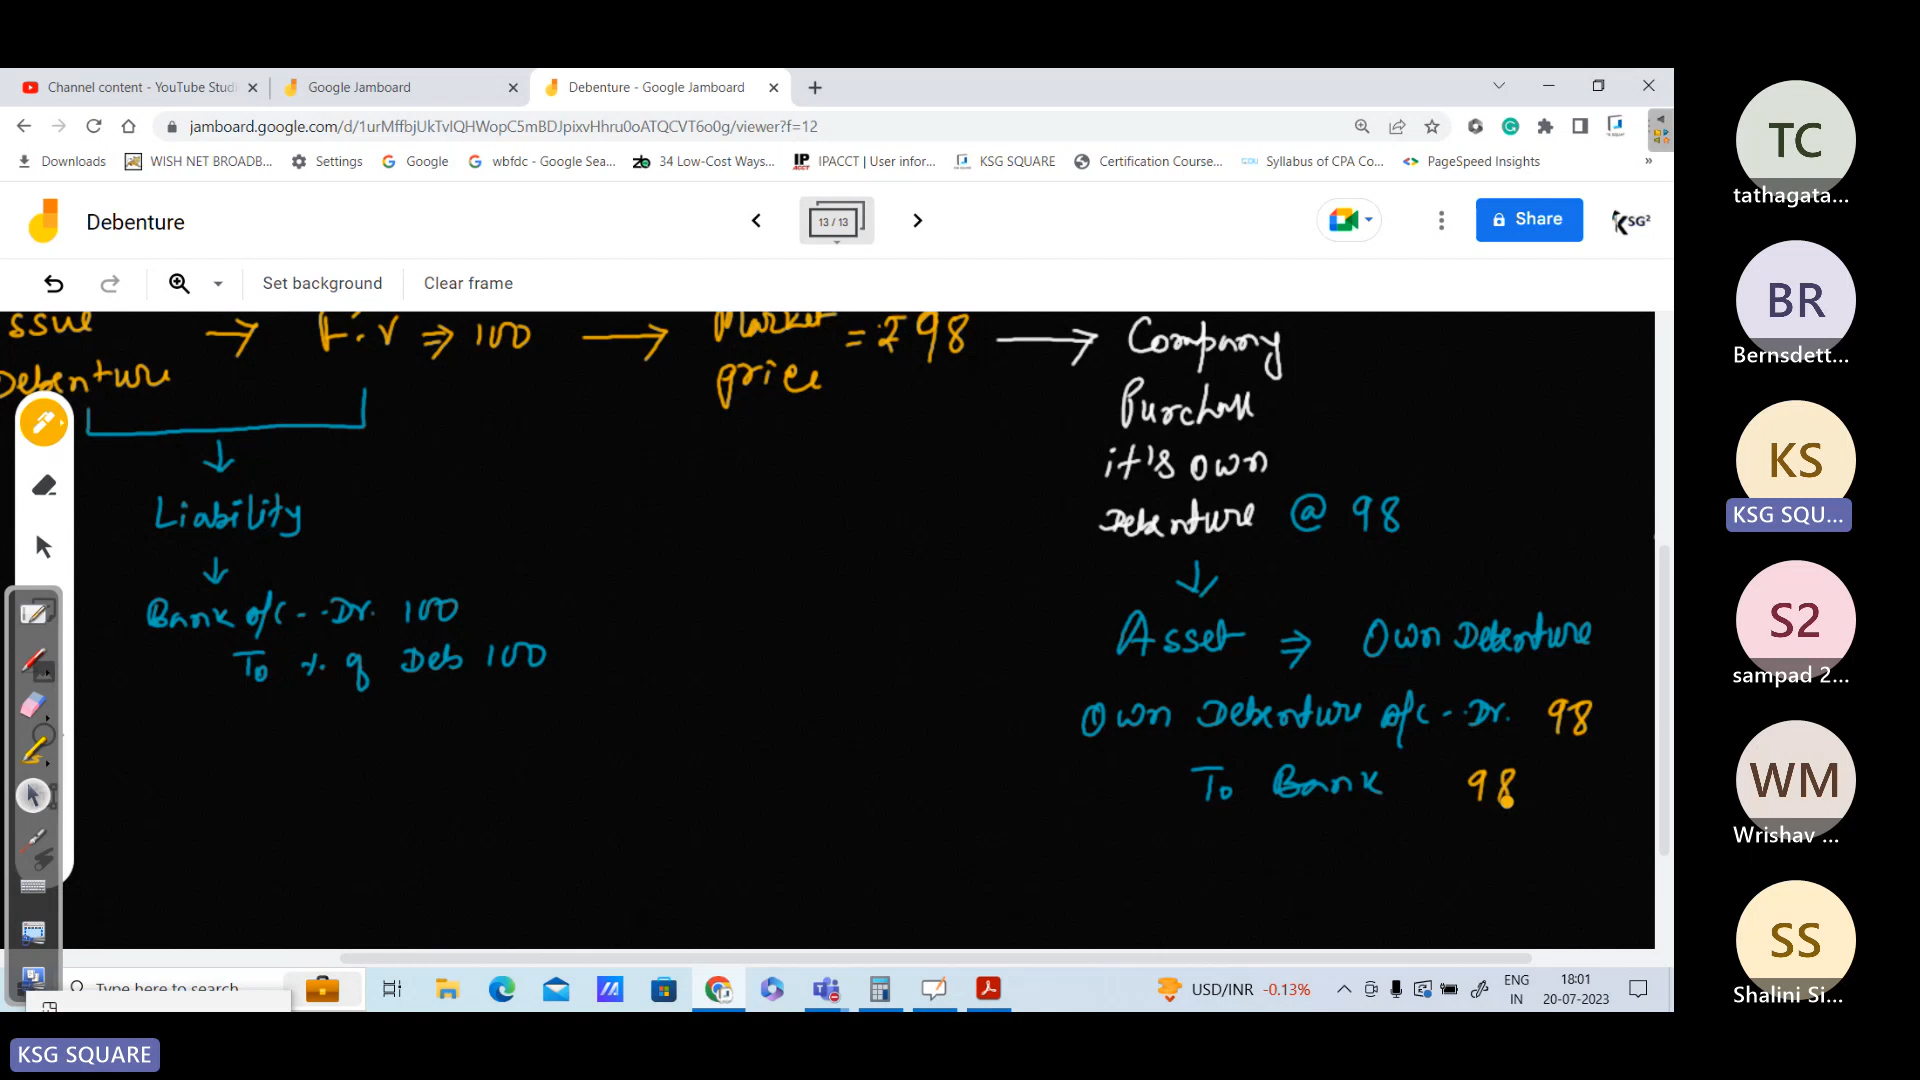 Channel content - YouTube Studi
Google Jamboard
Debenture - Google Jamboard
jamboard.google.com/d/1urMffbjUkTvIQHWopC5mBDJpixvHhru0oATQCVT6o0g/viewer?f=12
Downloads
WISH NET BROADB...
Settings
Google
wbfdc - Google Sea...
34 Low-Cost Ways...
IPACCT | User infor...
KSG SQUARE
Certification Course...
Syllabus of CPA Co...
PageSpeed Insights
»
Debenture
13 / 13
Share
KSG²
Set background
Clear frame
ssue → F.V ⇒ 100 → Market = ₹ 98 → Company
Debenture
price
Purchase
it's own
Debenture @ 98
↓
Liability
↓
Bank a/c - - Dr. 100
To % of Deb 100
↓
Asset ⇒ Own Debenture
Own Debenture a/c - - Dr. 98
To Bank 98
Type here to search
USD/INR -0.13%
ENG
IN
18:01
20-07-2023
KSG SQUARE
TC
tathagata...
BR
Bernsdett...
KS
KSG SQU...
S2
sampad 2...
WM
Wrishav ...
SS
Shalini Si...